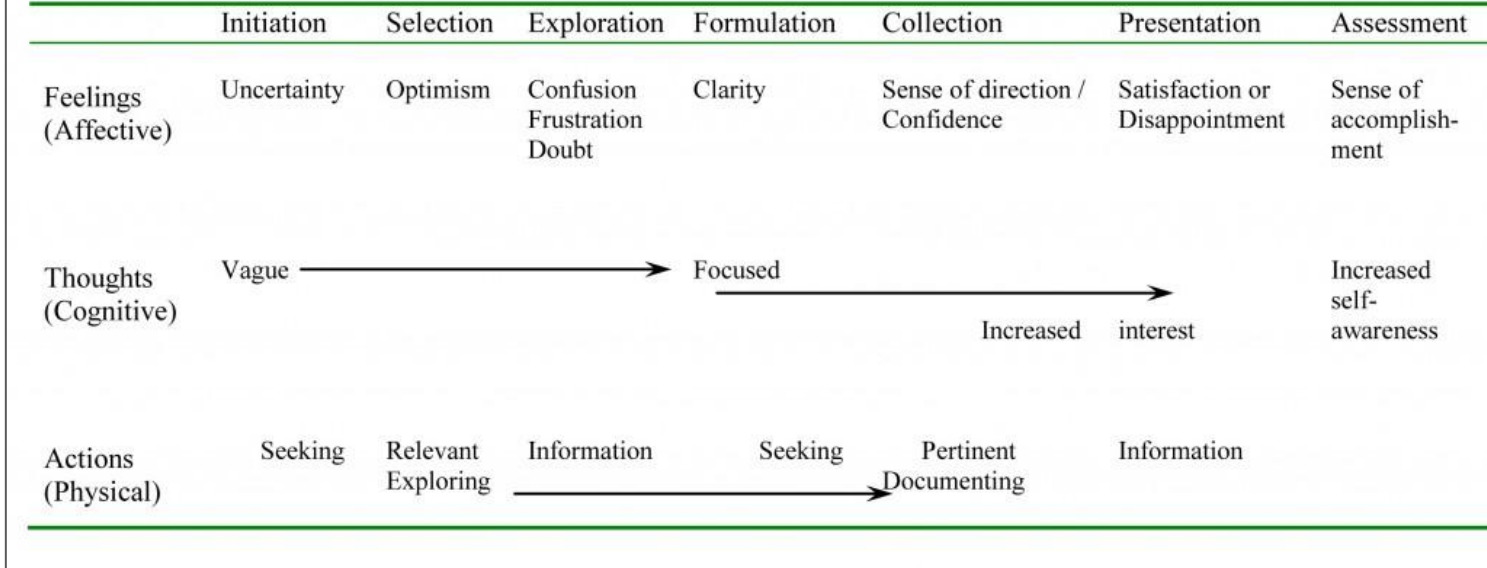 Initiation Selection Exploration Formulation Collection Presentation Assessment
Feelings Uncertainty Optimism Confusion Clarity Sense of direction / Satisfaction or Sense of
(Affective) Frustration Confidence Disappointment accomplish-
Doubt ment
Thoughts Vague Focused Increased
(Cognitive) self-
Increased interest awareness
Actions Seeking Relevant Information Seeking Pertinent Information
(Physical) Exploring Documenting